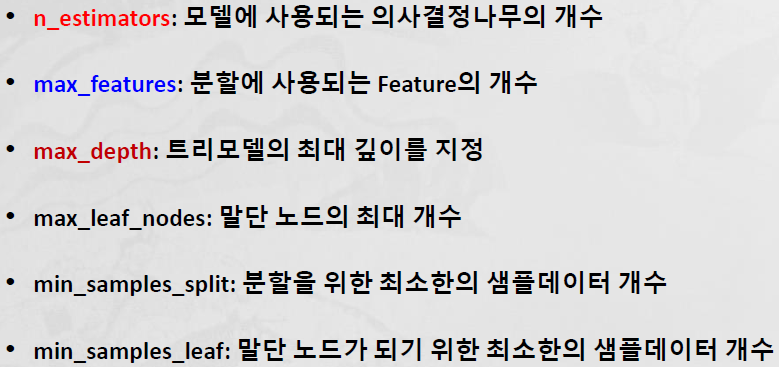 • n_estimators: 모델에 사용되는 의사결정나무의 개수
• max_features: 분할에 사용되는 Feature의 개수
• max_depth: 트리모델의 최대 깊이를 지정
• max_leaf_nodes: 말단 노드의 최대 개수
• min_samples_split: 분할을 위한 최소한의 샘플데이터 개수
• min_samples_leaf: 말단 노드가 되기 위한 최소한의 샘플데이터 개수